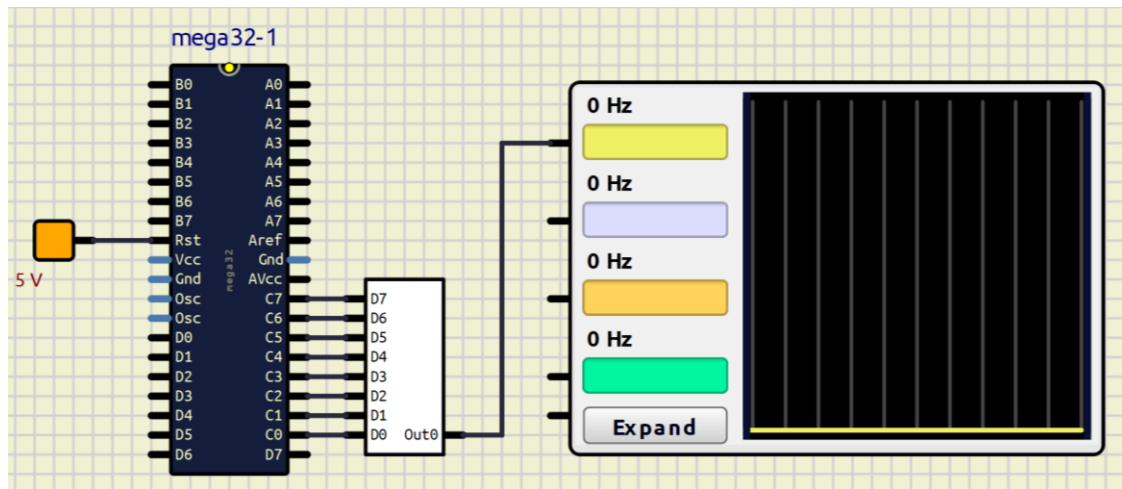 mega32-1
B0 A0
B1 A1
B2 A2
B3 A3
B4 A4
B5 A5
B6 A6
B7 A7
Rst Aref
Vcc Gnd
Gnd AVcc
Osc C7
Osc C6
D0 C5
D1 C4
D2 C3
D3 C2
D4 C1
D5 C0
D6 D7
mega32
5 V
D7
D6
D5
D4
D3
D2
D1
D0 Out0
0 Hz
0 Hz
0 Hz
0 Hz
Expand